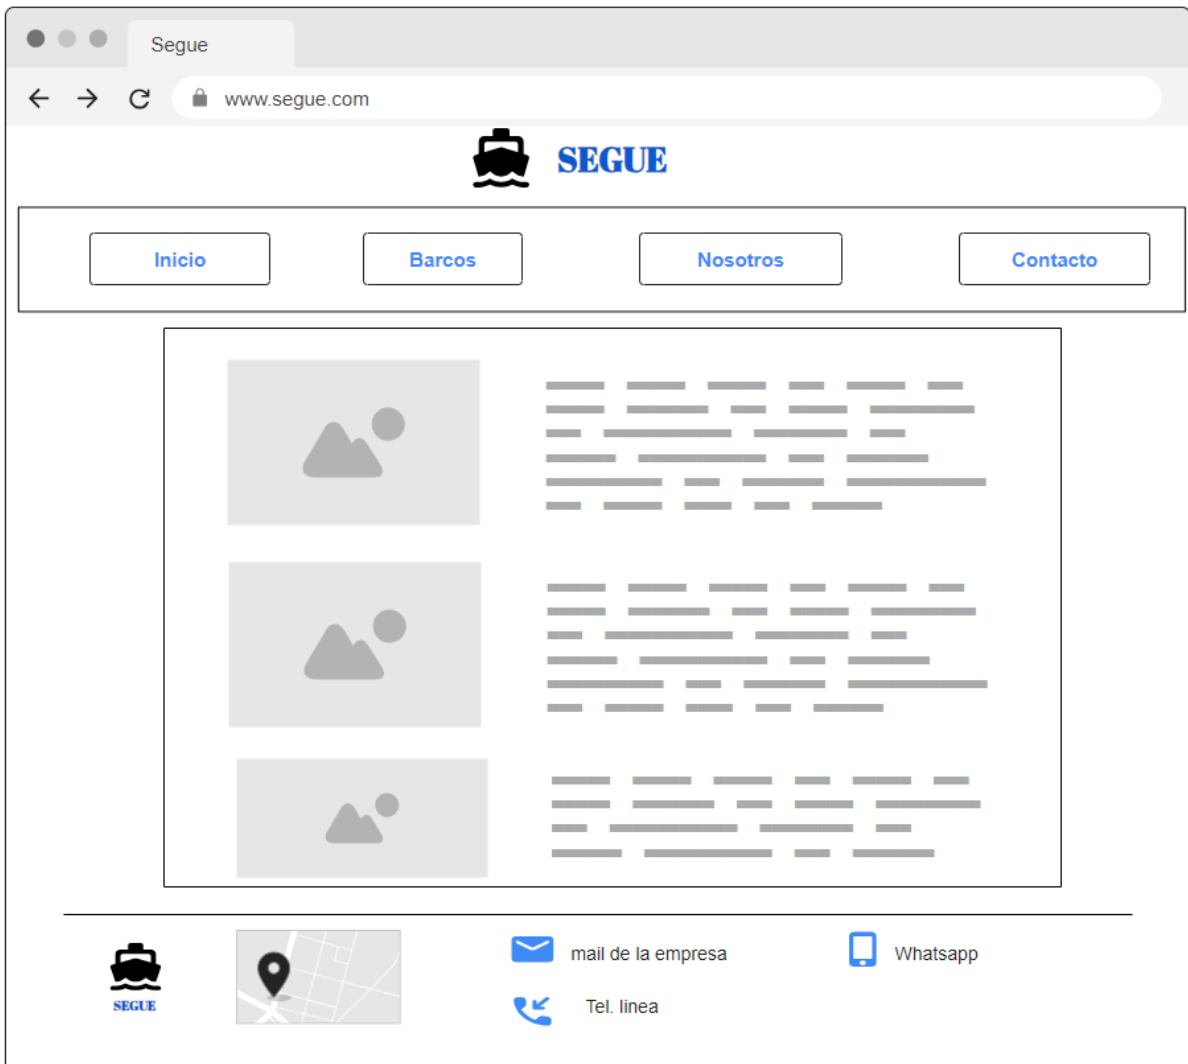 Segue
www.segue.com
SEGUE
Inicio
Barcos
Nosotros
Contacto
mail de la empresa
Whatsapp
SEGUE
Tel. linea